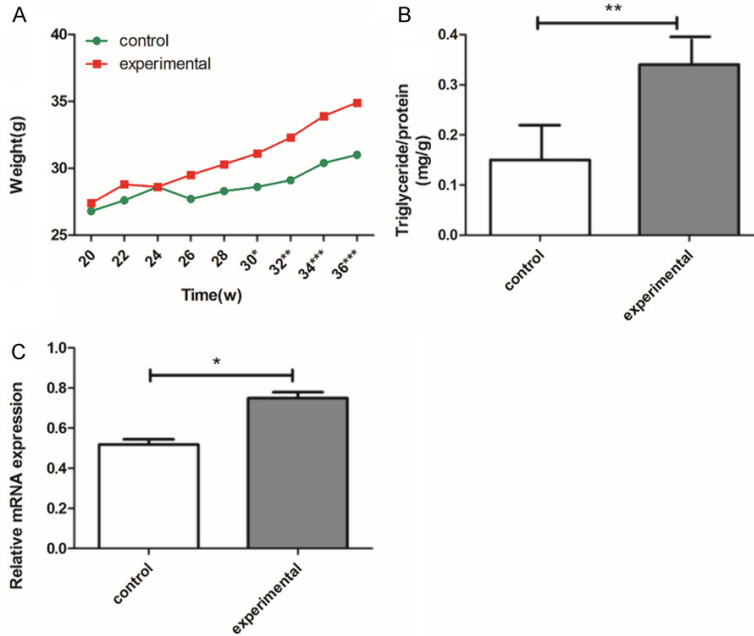 A
40
35
30
25
Weight(g)
control
experimental
20
22
24
26
28
30*
32**
34***
36***
Time(w)
B
**
0.4
0.3
0.2
0.1
0.0
Triglyceride/protein
(mg/g)
control
experimental
C
*
1.0
0.8
0.6
0.4
0.2
0.0
Relative mRNA expression
control
experimental